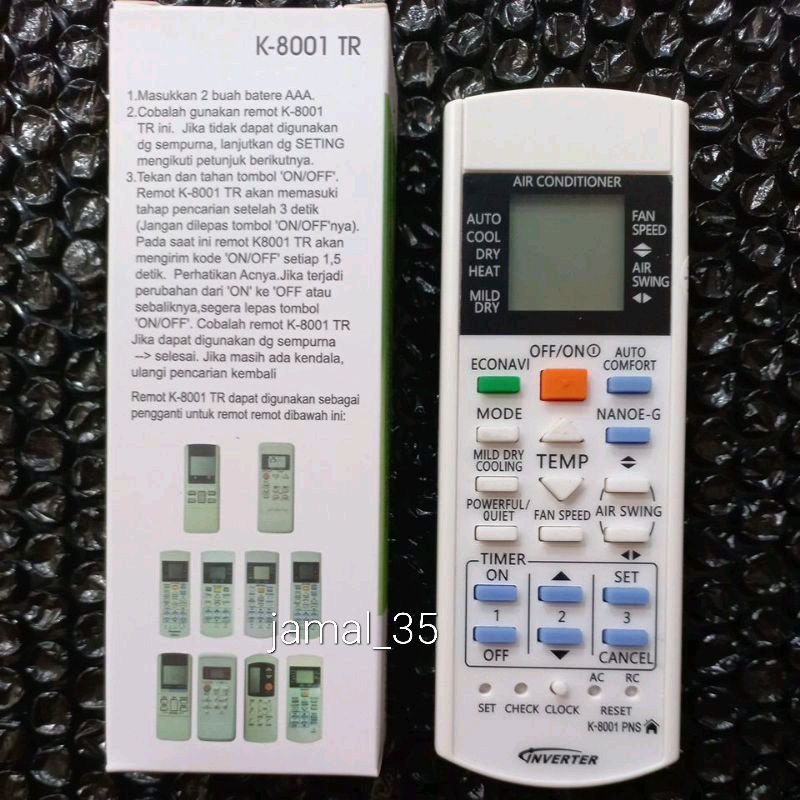 K-8001 TR
1.Masukkan 2 buah batere AAA.
2.Cobalah gunakan remot K-8001
TR ini. Jika tidak dapat digunakan
dg sempurna, lanjutkan dg SETING
mengikuti petunjuk berikutnya.
3.Tekan dan tahan tombol 'ON/OFF'.
Remot K-8001 TR akan memasuki
tahap pencarian setelah 3 detik
(Jangan dilepas tombol 'ON/OFF'nya).
Pada saat ini remot K8001 TR akan
mengirim kode 'ON/OFF' setiap 1,5
detik. Perhatikan Acnya.Jika terjadi
perubahan dari 'ON' ke 'OFF atau
sebaliknya,segera lepas tombol
'ON/OFF'. Cobalah remot K-8001 TR
Jika dapat digunakan dg sempurna
--> selesai. Jika masih ada kendala,
ulangi pencarian kembali
Remot K-8001 TR dapat digunakan sebagai
pengganti untuk remot remot dibawah ini:
jamal_35
AIR CONDITIONER
AUTO
COOL
DRY
HEAT
MILD
DRY
FAN
SPEED
AIR
SWING
OFF/ON
ECONAVI
AUTO
COMFORT
MODE
NANOE-G
MILD DRY
COOLING
TEMP
POWERFUL/
QUIET
FAN SPEED
AIR SWING
TIMER
ON
SET
1
2
3
OFF
CANCEL
AC
RC
SET
CHECK
CLOCK
RESET
K-8001 PNS
INVERTER